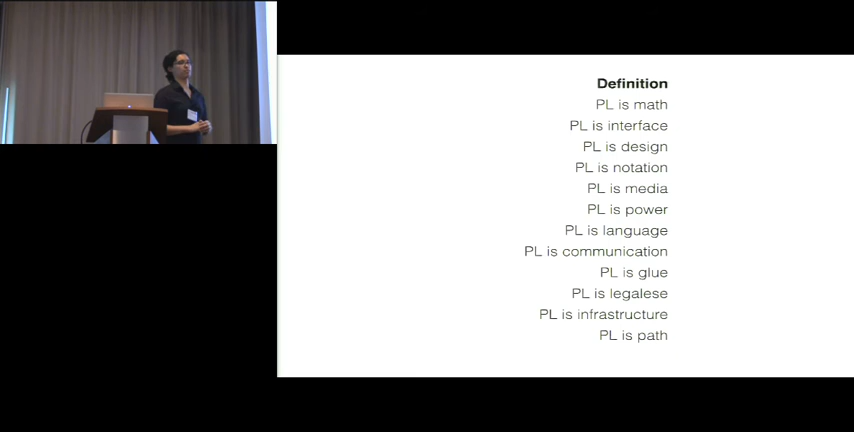 Definition
PL is math
PL is interface
PL is design
PL is notation
PL is media
PL is power
PL is language
PL is communication
PL is glue
PL is legalese
PL is infrastructure
PL is path